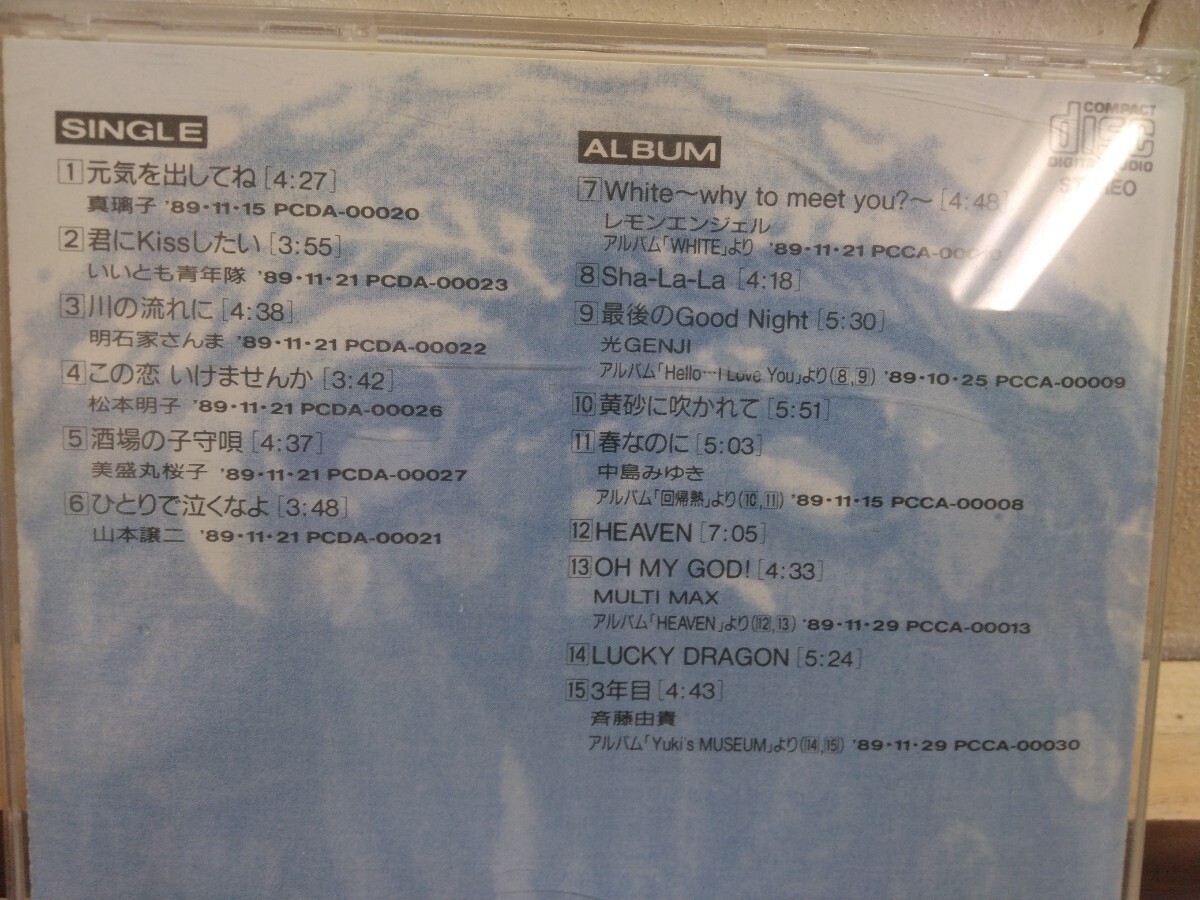 SINGLE
1 元気を出してね [4:27]
真璃子 '89・11・15 PCDA-00020
2 君にKissしたい [3:55]
いいとも青年隊 '89・11・21 PCDA-00023
3 川の流れに [4:38]
明石家さんま '89・11・21 PCDA-00022
4 この恋 いけませんか [3:42]
松本明子 '89・11・21 PCDA-00026
5 酒場の子守唄 [4:37]
美盛丸桜子 '89・11・21 PCDA-00027
6 ひとりで泣くなよ [3:48]
山本譲二 '89・11・21 PCDA-00021
ALBUM
7 White〜why to meet you?〜 [4:48]
レモンエンジェル
アルバム「WHITE」より '89・11・21
8 Sha-La-La [4:18]
9 最後のGood Night [5:30]
光GENJI
アルバム「Hello…I Love You」より(8,9) '89・10・25 PCCA-00009
10 黄砂に吹かれて [5:51]
11 春なのに [5:03]
中島みゆき
アルバム「回帰熱」より(10,11) '89・11・15 PCCA-00008
12 HEAVEN [7:05]
13 OH MY GOD! [4:33]
MULTI MAX
アルバム「HEAVEN」より(12,13) '89・11・29 PCCA-00013
14 LUCKY DRAGON [5:24]
15 3年目 [4:43]
斉藤由貴
アルバム「Yuki's MUSEUM」より(14,15) '89・11・29 PCCA-00030
COMPACT
disc
DIGITAL AUDIO
STEREO